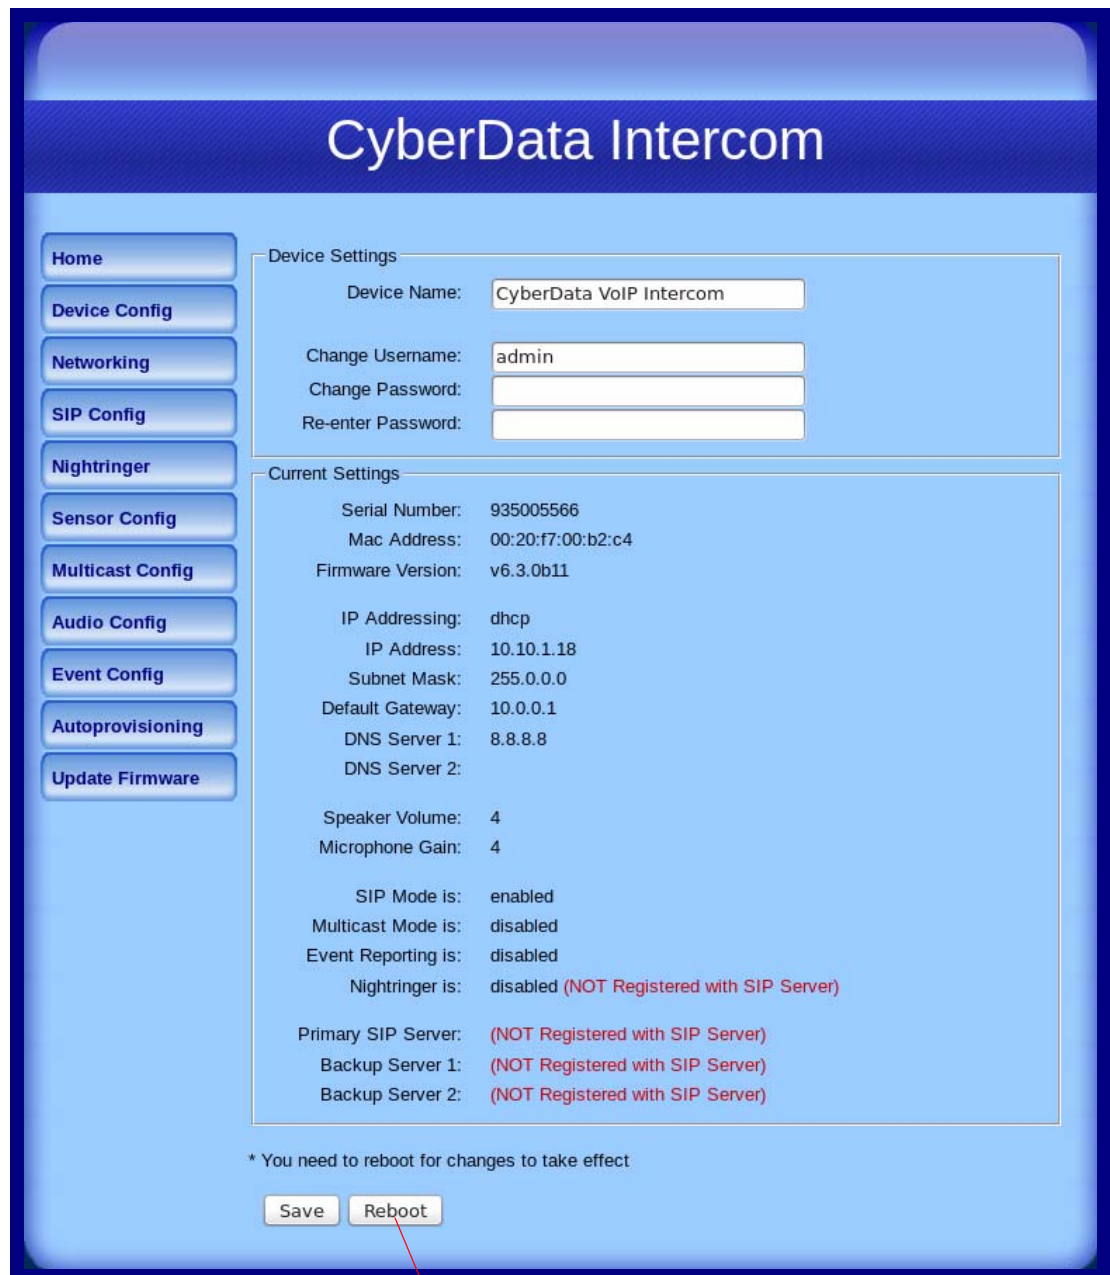 CyberData Intercom
Home
Device Config
Networking
SIP Config
Nightringer
Sensor Config
Multicast Config
Audio Config
Event Config
Autoprovisioning
Update Firmware
Device Settings
Device Name: CyberData VoIP Intercom
Change Username: admin
Change Password:
Re-enter Password:
Current Settings
Serial Number: 935005566
Mac Address: 00:20:f7:00:b2:c4
Firmware Version: v6.3.0b11
IP Addressing: dhcp
IP Address: 10.10.1.18
Subnet Mask: 255.0.0.0
Default Gateway: 10.0.0.1
DNS Server 1: 8.8.8.8
DNS Server 2:
Speaker Volume: 4
Microphone Gain: 4
SIP Mode is: enabled
Multicast Mode is: disabled
Event Reporting is: disabled
Nightringer is: disabled (NOT Registered with SIP Server)
Primary SIP Server: (NOT Registered with SIP Server)
Backup Server 1: (NOT Registered with SIP Server)
Backup Server 2: (NOT Registered with SIP Server)
* You need to reboot for changes to take effect
Save Reboot